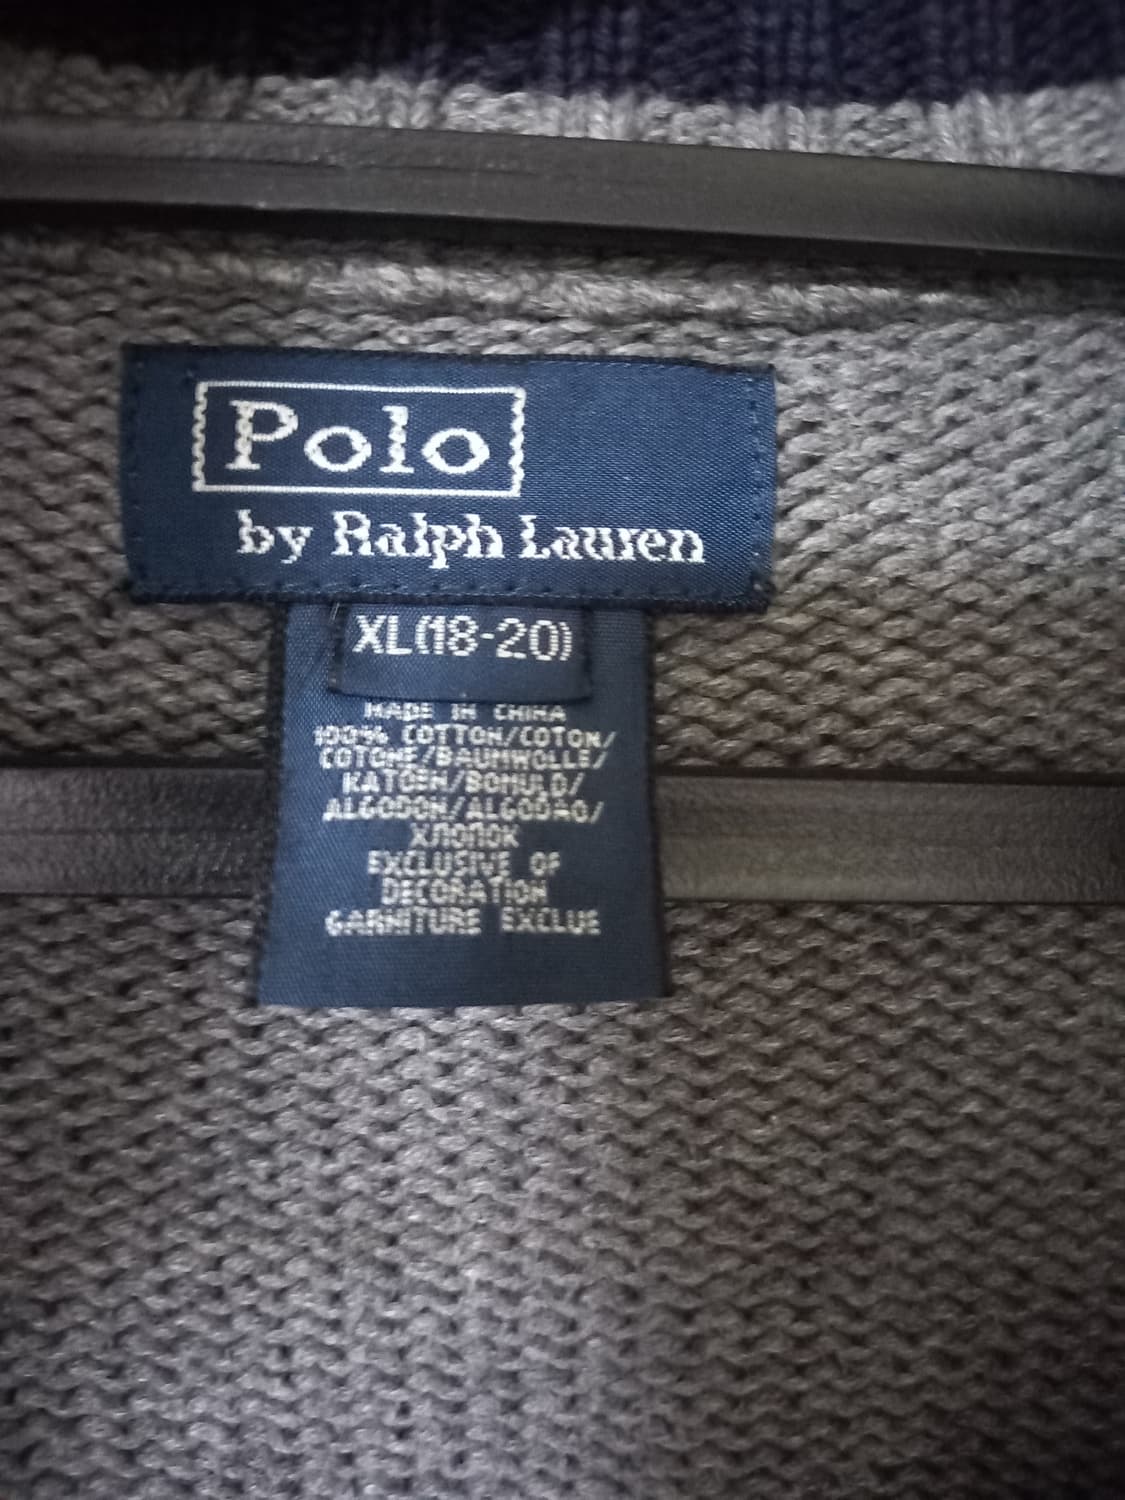 Polo
by Ralph Lauren
XL(18-20)
MADE IN CHINA
100% COTTON/COTON/
COTONE/BAUMWOLLE/
KATOEN/BOMULD/
ALGODON/ALGODAO/
ХЛОПОК
EXCLUSIVE OF
DECORATION
GARNITURE EXCLUE